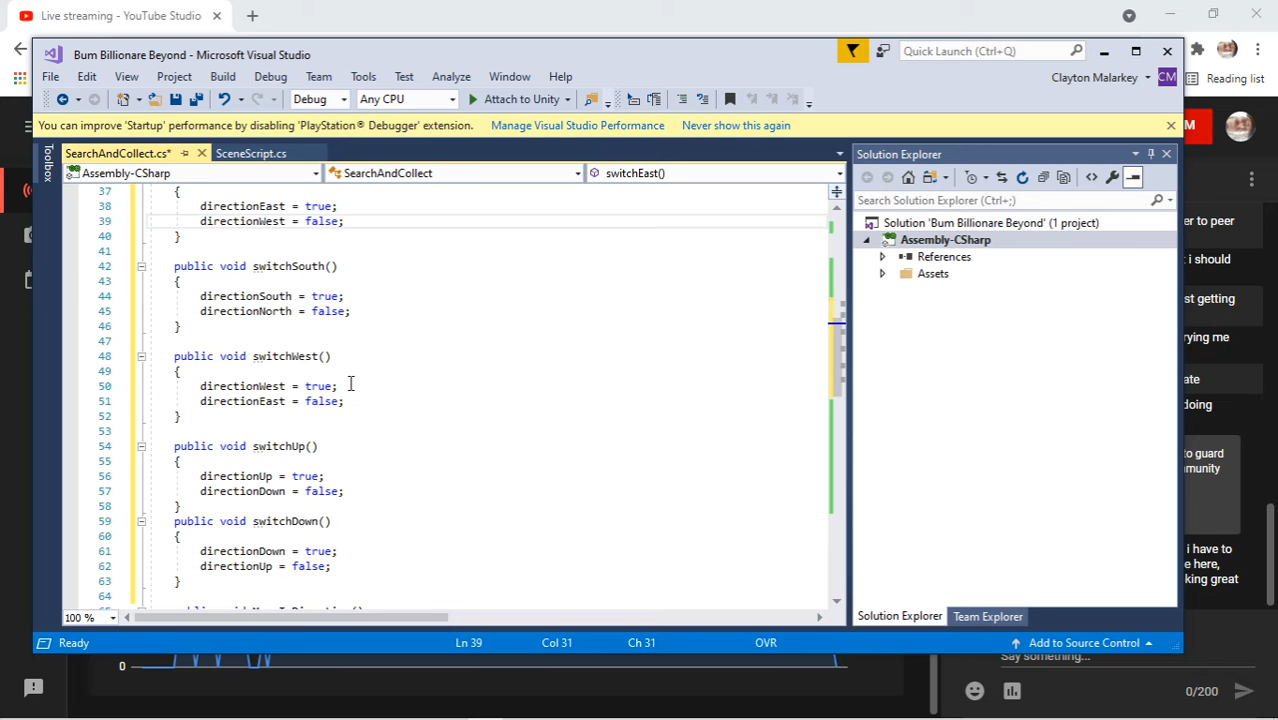 Live streaming - YouTube Studio
Bum Billionare Beyond - Microsoft Visual Studio
Quick Launch (Ctrl+Q)
File Edit View Project Build Debug Team Tools Test Analyze Window Help
Clayton Malarkey CM
Reading list
Debug Any CPU Attach to Unity
You can improve 'Startup' performance by disabling 'PlayStation® Debugger' extension. Manage Visual Studio Performance Never show this again
M
Toolbox
SearchAndCollect.cs* SceneScript.cs
Assembly-CSharp SearchAndCollect switchEast()
37 {
38 directionEast = true;
39 directionWest = false;
40 }
41
42 public void switchSouth()
43 {
44 directionSouth = true;
45 directionNorth = false;
46 }
47
48 public void switchWest()
49 {
50 directionWest = true;
51 directionEast = false;
52 }
53
54 public void switchUp()
55 {
56 directionUp = true;
57 directionDown = false;
58 }
59 public void switchDown()
60 {
61 directionDown = true;
62 directionUp = false;
63 }
64
100 %
Solution Explorer
Search Solution Explorer (Ctrl+;)
Solution 'Bum Billionare Beyond' (1 project)
Assembly-CSharp
References
Assets
Solution Explorer Team Explorer
Ready Ln 39 Col 31 Ch 31 OVR Add to Source Control
to peer
i should
st getting
rying me
ate
doing
to guard
mmunity
i have to
e here,
king great
0
Say something...
0/200